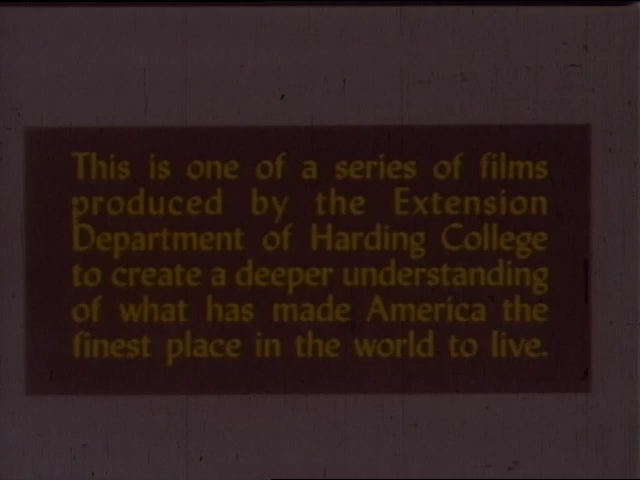 This is one of a series of films
produced by the Extension
Department of Harding College
to create a deeper understanding
of what has made America the
finest place in the world to live.